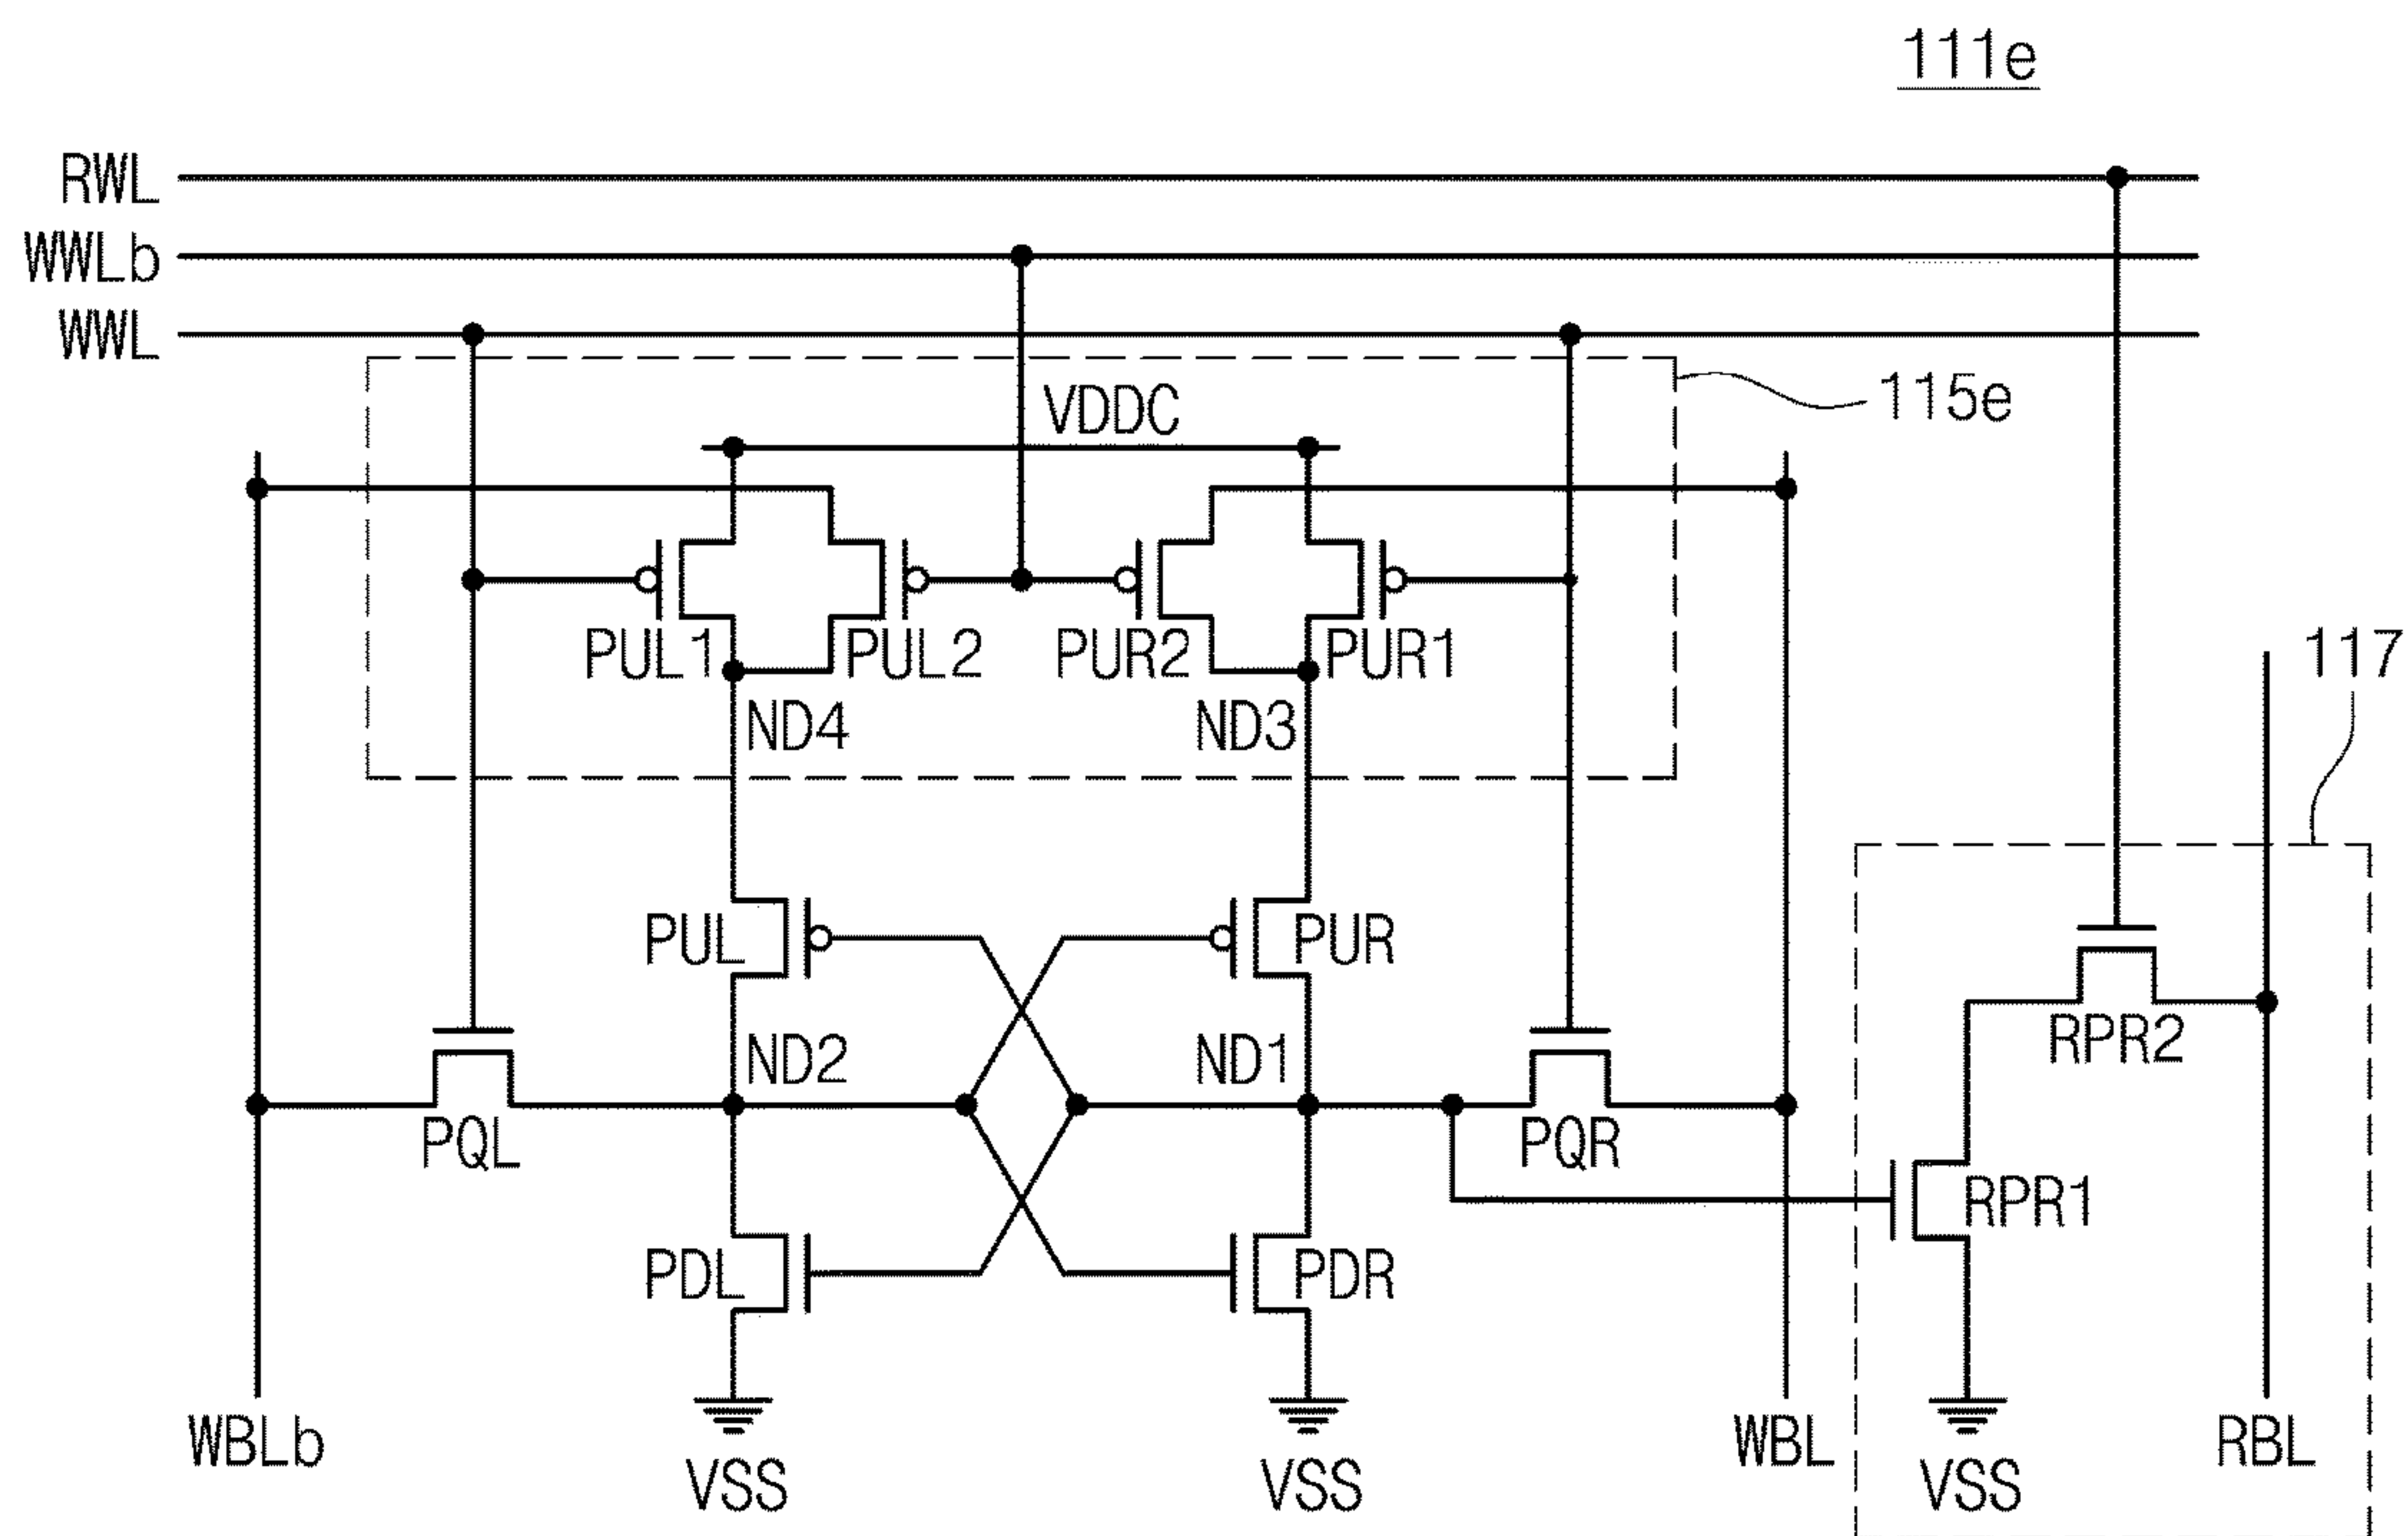 111e
RWL
WWLb
WWL
VDDC
115e
PUL1
PUL2
PUR2
PUR1
117
ND4
ND3
PUL
PUR
RPR2
ND2
ND1
PQL
PQR
RPR1
PDL
PDR
WBLb
WBL
RBL
VSS
VSS
VSS